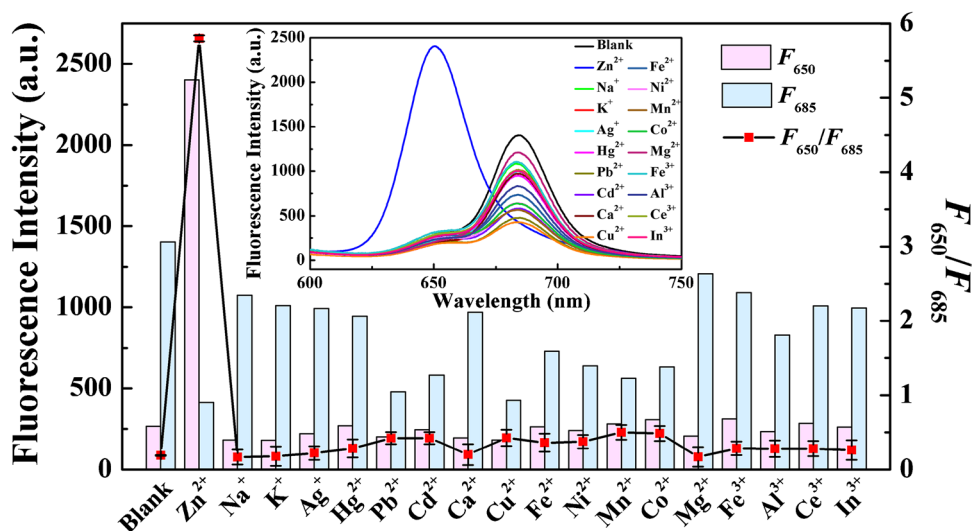 Fluorescence Intensity (a.u.)
2500
2000
1500
1000
500
0
Fluorescence Intensity (a.u.)
2500
2000
1500
1000
500
0
Blank
Zn²⁺ Fe²⁺
Na⁺ Ni²⁺
K⁺ Mn²⁺
Ag⁺ Co²⁺
Hg²⁺ Mg²⁺
Pb²⁺ Fe³⁺
Cd²⁺ Al³⁺
Ca²⁺ Ce³⁺
Cu²⁺ In³⁺
600 650 700 750
Wavelength (nm)
F₆₅₀
F₆₈₅
F₆₅₀/F₆₈₅
6
5
4
3
2
1
0
F₆₅₀/F₆₈₅
Blank Zn²⁺ Na⁺ K⁺ Ag⁺ Hg²⁺ Pb²⁺ Cd²⁺ Ca²⁺ Cu²⁺ Fe²⁺ Ni²⁺ Mn²⁺ Co²⁺ Mg²⁺ Fe³⁺ Al³⁺ Ce³⁺ In³⁺